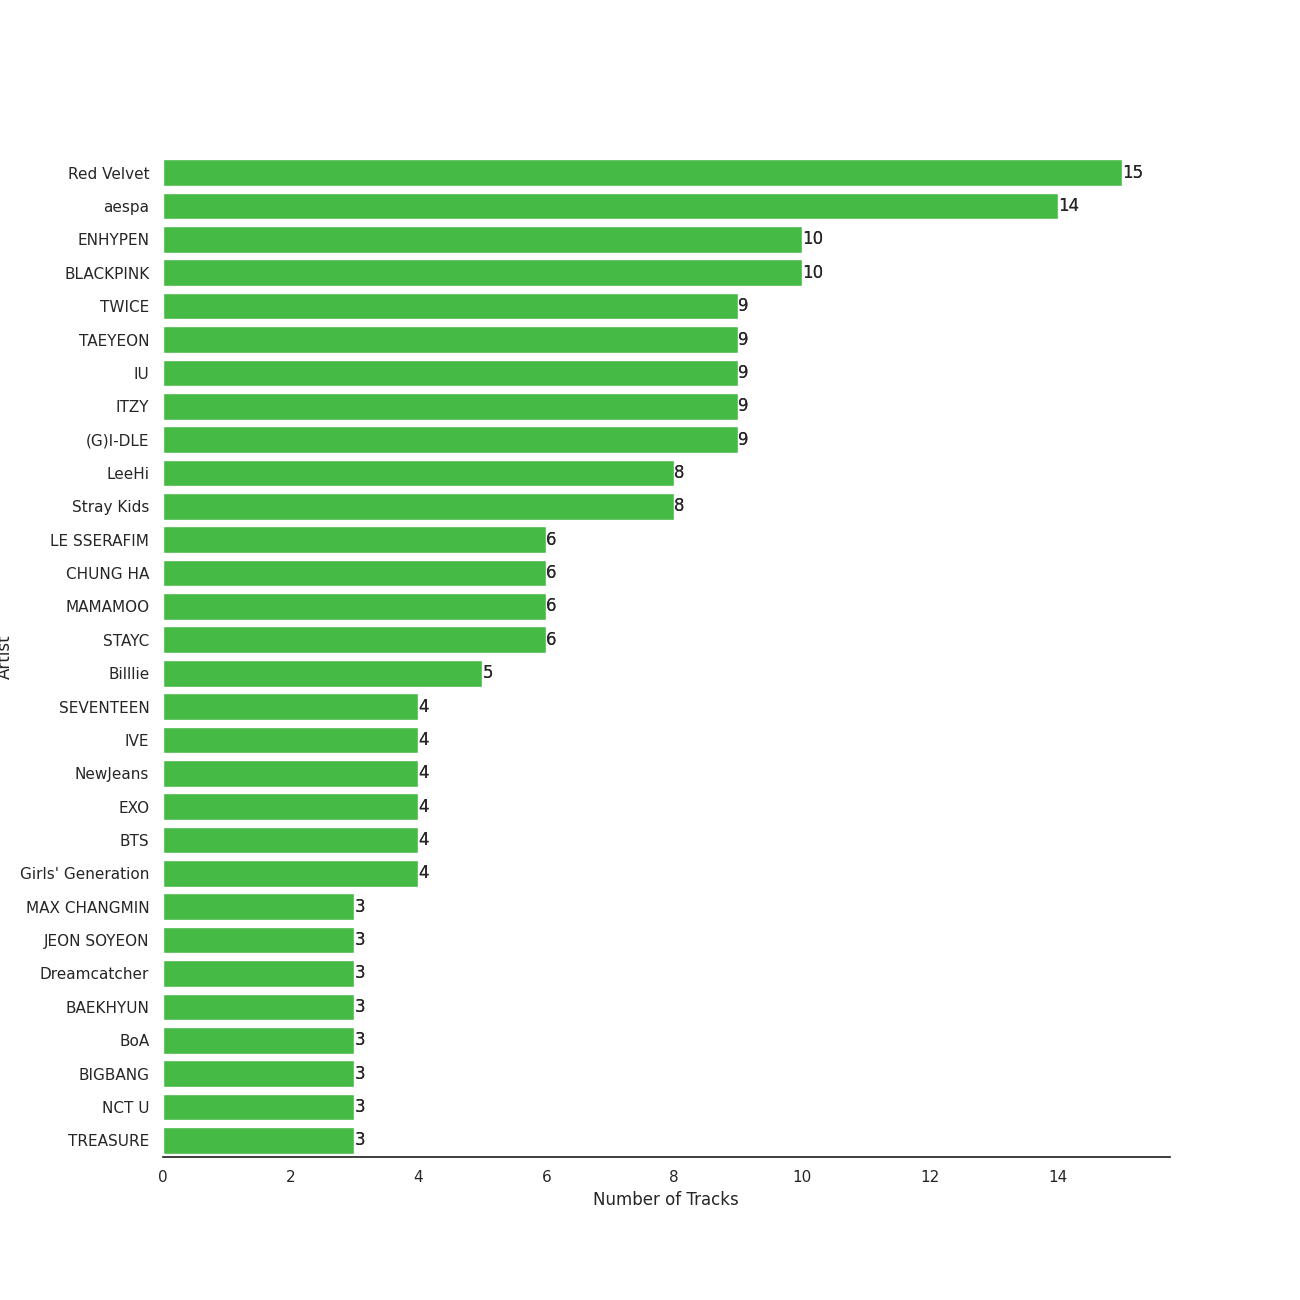 Red Velvet 15
aespa 14
ENHYPEN 10
BLACKPINK 10
TWICE 9
TAEYEON 9
IU 9
ITZY 9
(G)I-DLE 9
LeeHi 8
Stray Kids 8
LE SSERAFIM 6
CHUNG HA 6
MAMAMOO 6
STAYC 6
Billlie 5
SEVENTEEN 4
IVE 4
NewJeans 4
EXO 4
BTS 4
Girls' Generation 4
MAX CHANGMIN 3
JEON SOYEON 3
Dreamcatcher 3
BAEKHYUN 3
BoA 3
BIGBANG 3
NCT U 3
TREASURE 3
0 2 4 6 8 10 12 14
Number of Tracks
Artist